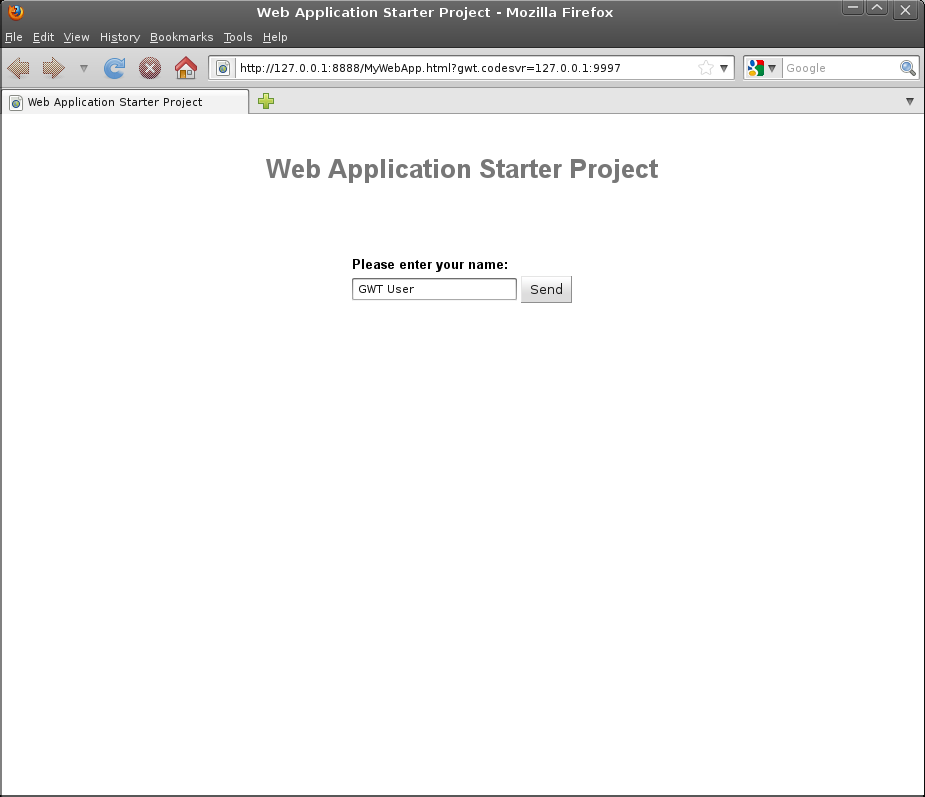 Web Application Starter Project - Mozilla Firefox
File Edit View History Bookmarks Tools Help
http://127.0.0.1:8888/MyWebApp.html?gwt.codesvr=127.0.0.1:9997 Google
Web Application Starter Project
Web Application Starter Project
Please enter your name:
GWT User Send